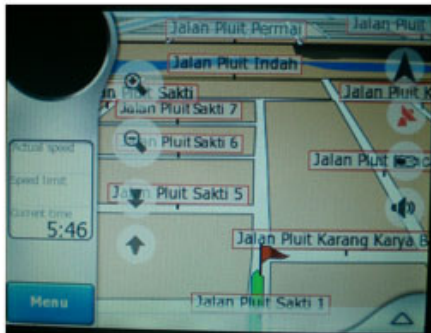 Jalan Pluit Permai
Jalan Pluit
Jalan Pluit Indah
Sakti
Jalan Pluit K
Jalan Pluit Sakti 7
Jalan Pluit Sakti 6
Actual speed
Jalan Pluit
Speed limit
Jalan Pluit Sakti 5
Current time
5:46
Jalan Pluit Karang Karya B
Menu
Jalan Pluit Sakti 1